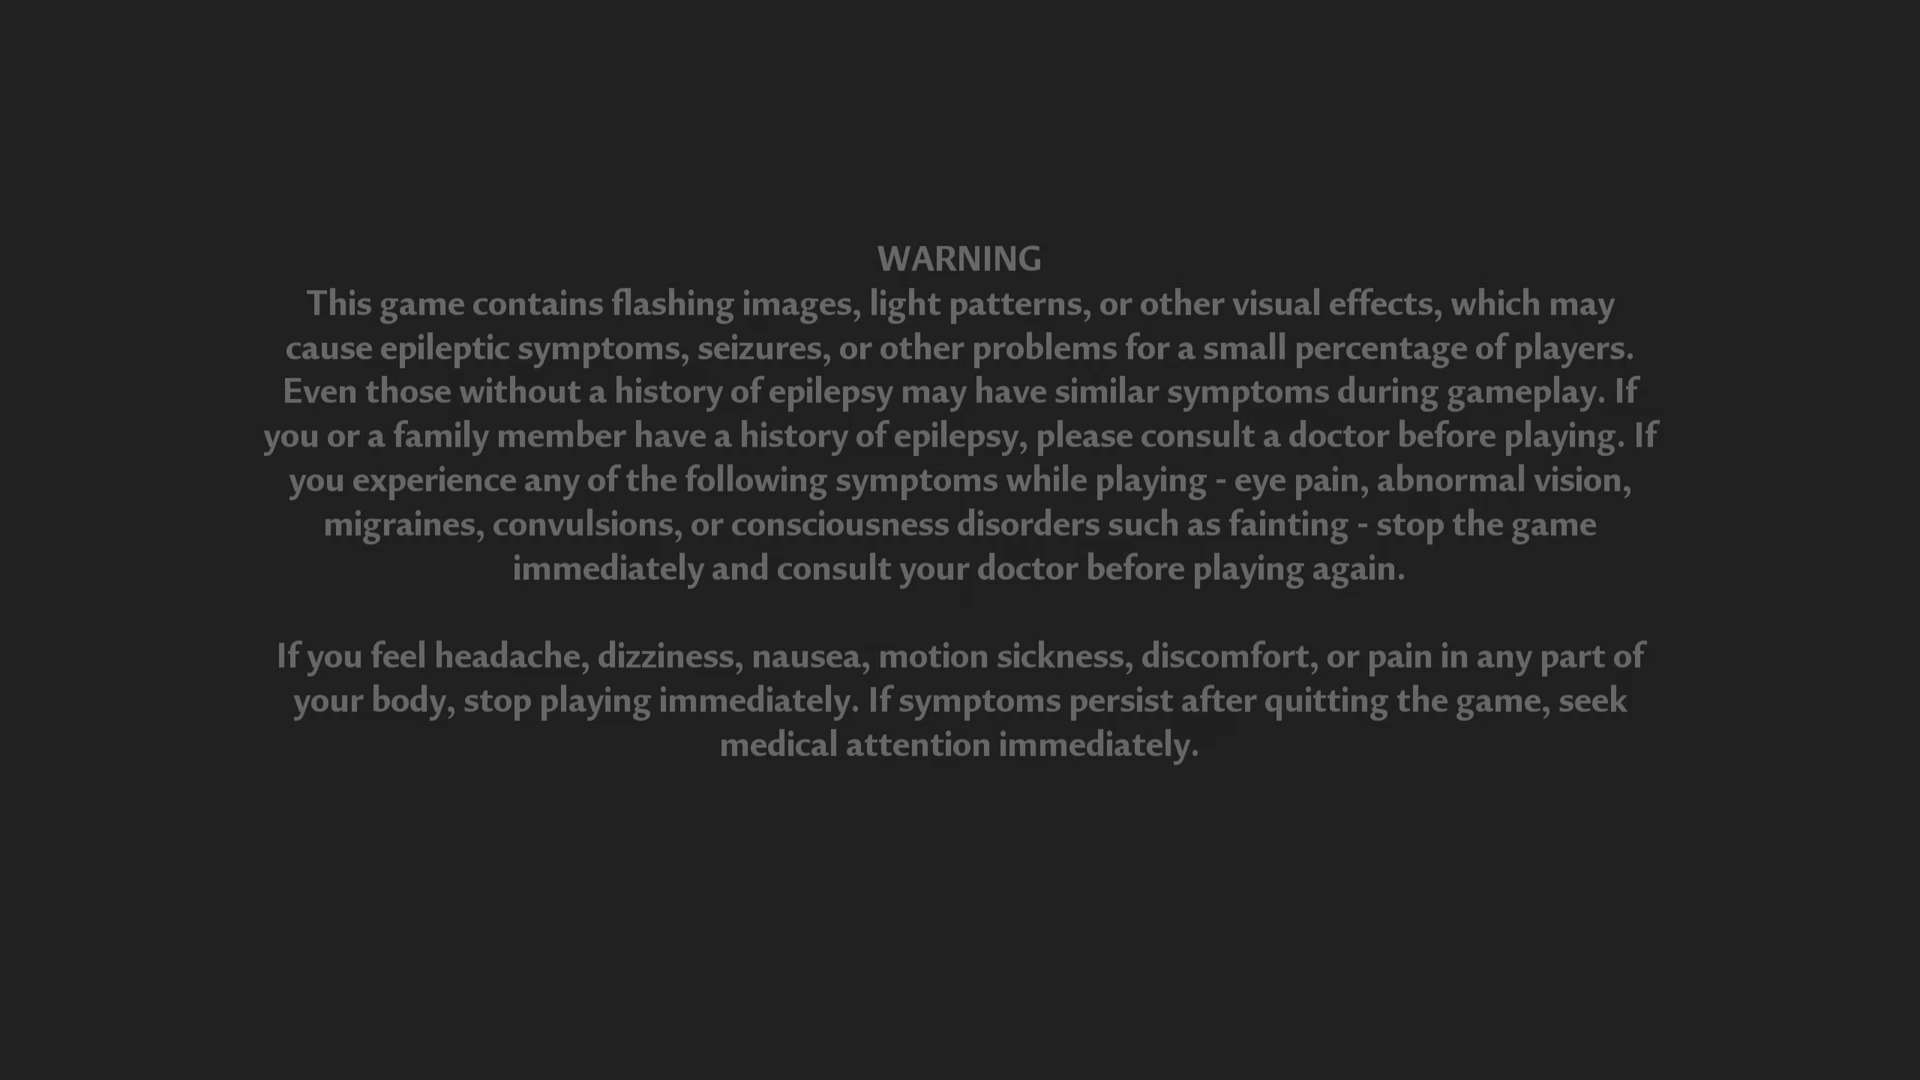 WARNING
This game contains flashing images, light patterns, or other visual effects, which may
cause epileptic symptoms, seizures, or other problems for a small percentage of players.
Even those without a history of epilepsy may have similar symptoms during gameplay. If
you or a family member have a history of epilepsy, please consult a doctor before playing. If
you experience any of the following symptoms while playing - eye pain, abnormal vision,
migraines, convulsions, or consciousness disorders such as fainting - stop the game
immediately and consult your doctor before playing again.
If you feel headache, dizziness, nausea, motion sickness, discomfort, or pain in any part of
your body, stop playing immediately. If symptoms persist after quitting the game, seek
medical attention immediately.